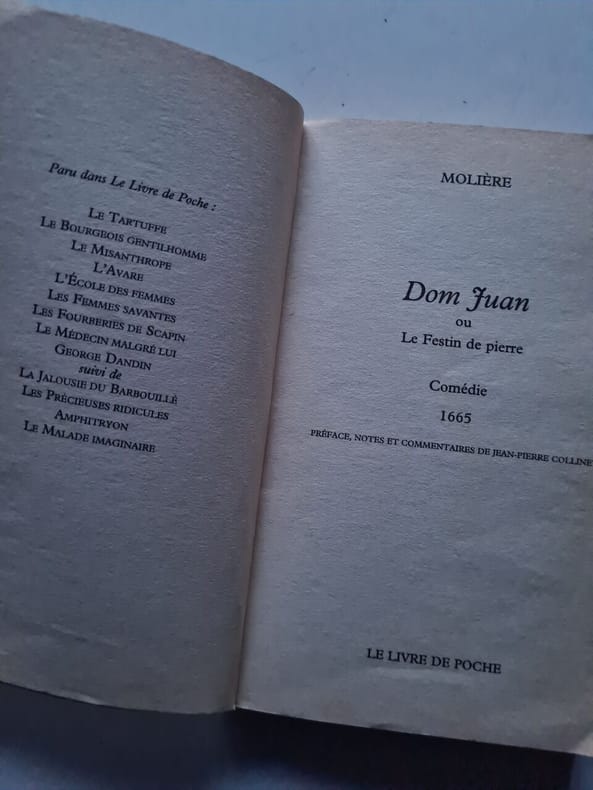 Paru dans Le Livre de Poche :
LE TARTUFFE
LE BOURGEOIS GENTILHOMME
LE MISANTHROPE
L'AVARE
L'ÉCOLE DES FEMMES
LES FEMMES SAVANTES
LES FOURBERIES DE SCAPIN
LE MÉDECIN MALGRÉ LUI
GEORGE DANDIN
suivi de
LA JALOUSIE DU BARBOUILLÉ
LES PRÉCIEUSES RIDICULES
AMPHITRYON
LE MALADE IMAGINAIRE
MOLIÈRE
Dom Juan
ou
Le Festin de pierre
Comédie
1665
PRÉFACE, NOTES ET COMMENTAIRES DE JEAN-PIERRE COLLINE
LE LIVRE DE POCHE